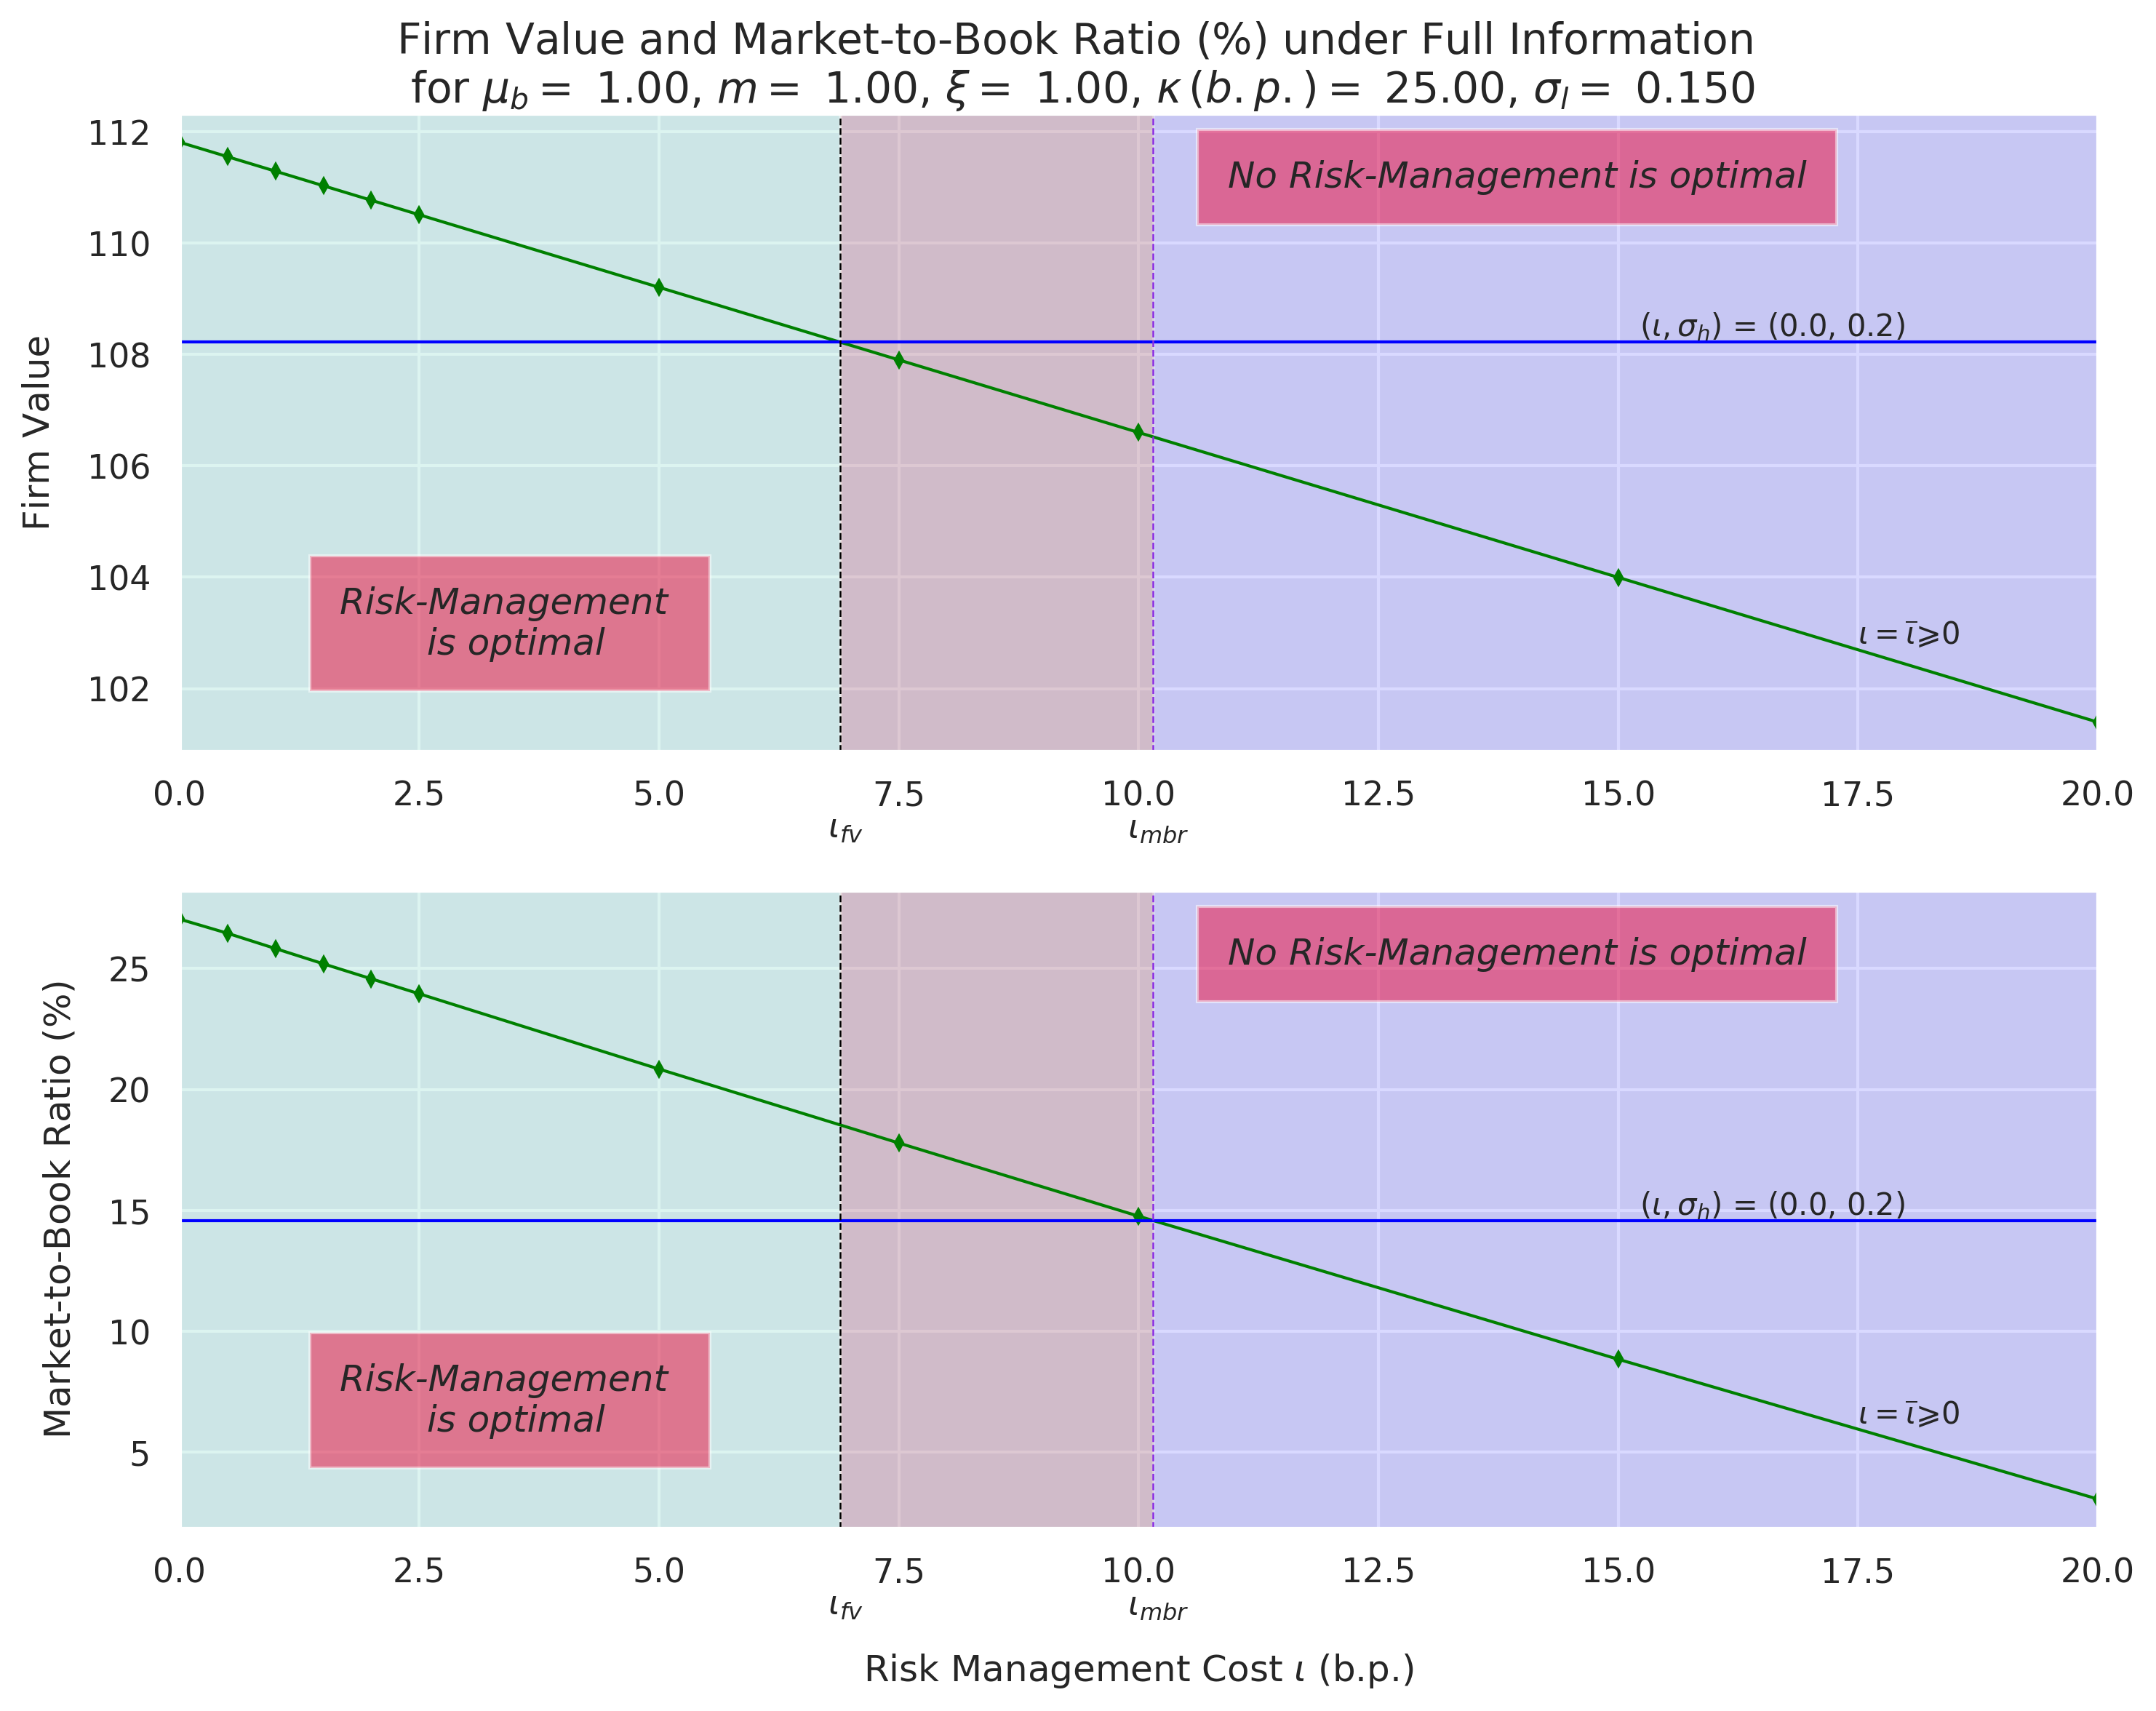 Firm Value and Market-to-Book Ratio (%) under Full Information
for μ_b = 1.00, m = 1.00, ξ = 1.00, κ(b.p.) = 25.00, σ_l = 0.150
112
110
108
106
104
102
Firm Value
No Risk-Management is optimal
(ι, σ_h) = (0.0, 0.2)
Risk-Management
is optimal
ι = ῑ⩾0
0.0 2.5 5.0 7.5 10.0 12.5 15.0 17.5 20.0
ι_fv ι_mbr
25
20
15
10
5
Market-to-Book Ratio (%)
No Risk-Management is optimal
(ι, σ_h) = (0.0, 0.2)
Risk-Management
is optimal
ι = ῑ⩾0
0.0 2.5 5.0 7.5 10.0 12.5 15.0 17.5 20.0
ι_fv ι_mbr
Risk Management Cost ι (b.p.)